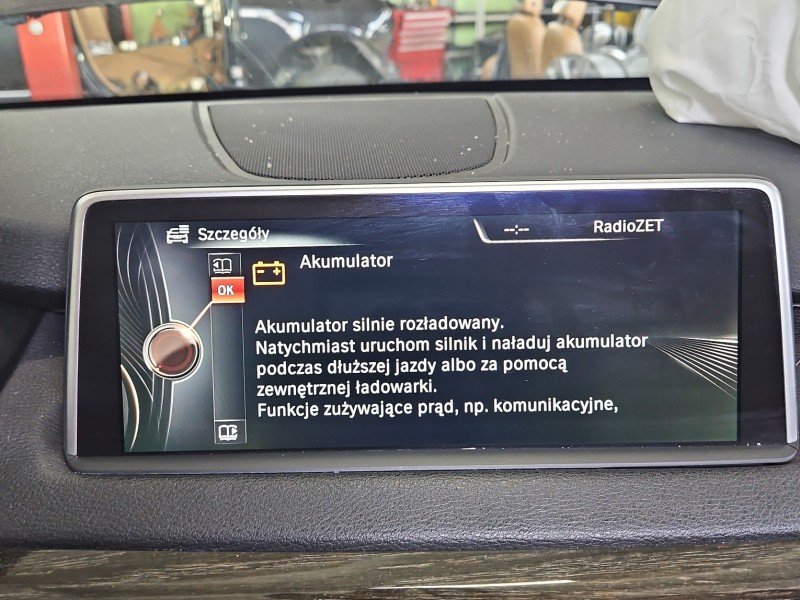 Szczegóły
--:--
RadioZET
Akumulator
OK
Akumulator silnie rozładowany.
Natychmiast uruchom silnik i naładuj akumulator
podczas dłuższej jazdy albo za pomocą
zewnętrznej ładowarki.
Funkcje zużywające prąd, np. komunikacyjne,